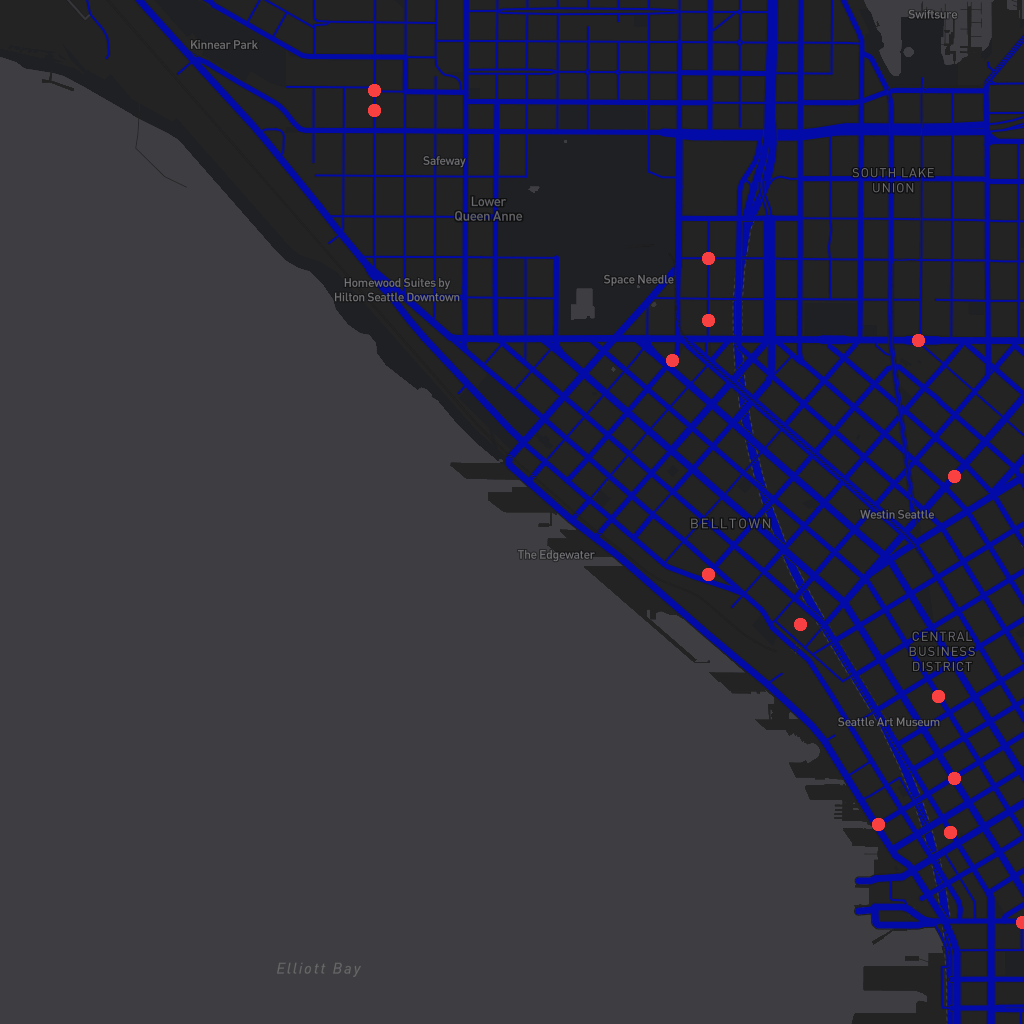 Swiftsure
Kinnear Park
Safeway
SOUTH LAKE
UNION
Lower
Queen Anne
Space Needle
Homewood Suites by
Hilton Seattle Downtown
Westin Seattle
BELLTOWN
The Edgewater
CENTRAL
BUSINESS
DISTRICT
Seattle Art Museum
Elliott Bay